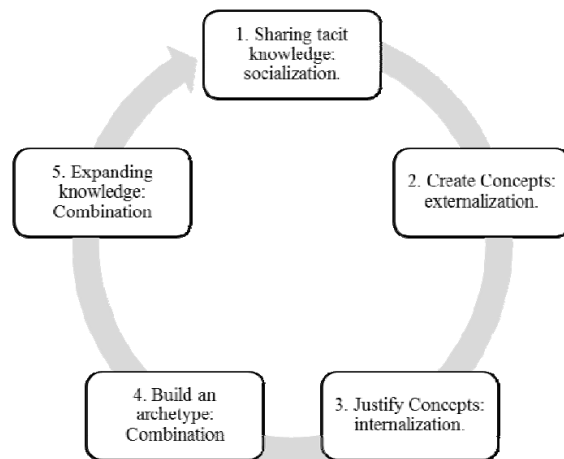 1. Sharing tacit
knowledge:
socialization.
2. Create Concepts:
externalization.
3. Justify Concepts:
internalization.
4. Build an
archetype:
Combination
5. Expanding
knowledge:
Combination